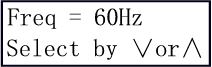 Freq = 60Hz
Select by ∨or∧